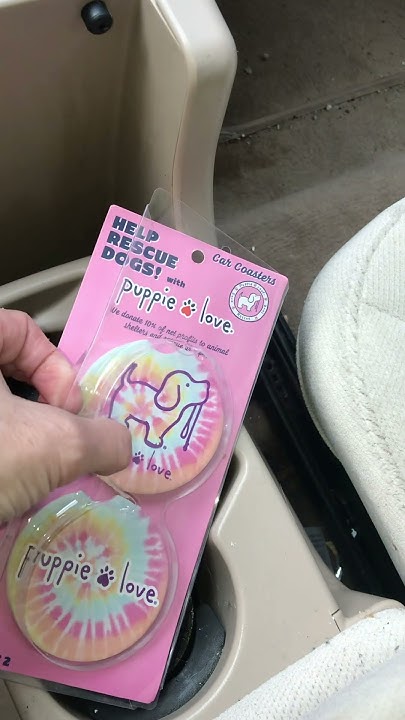 HELP
RESCUE
DOGS! with
Car Coasters
puppie love.
We donate 10% of net profits to animal
shelters and
love.
puppie love.
2